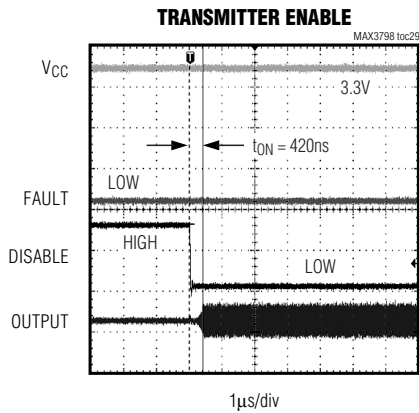 TRANSMITTER ENABLE
MAX3798 toc29
VCC
3.3V
tON = 420ns
LOW
FAULT
HIGH
DISABLE
LOW
OUTPUT
1μs/div